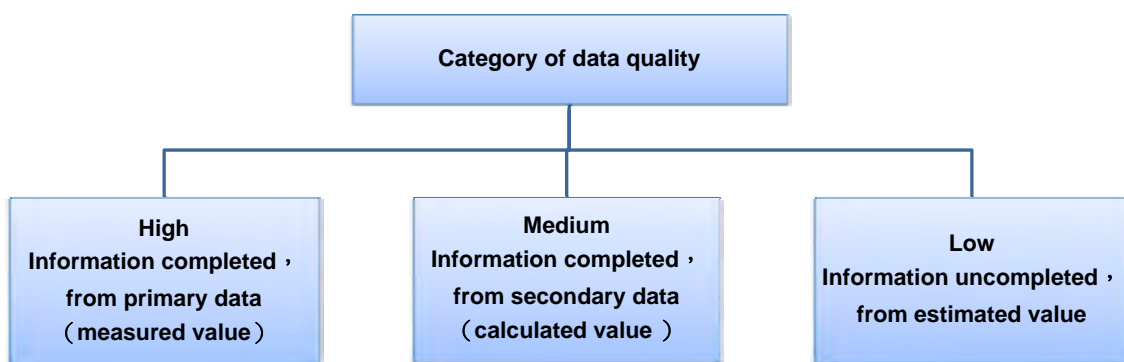 Category of data quality
High
Information completed，
from primary data
（measured value）
Medium
Information completed，
from secondary data
（calculated value ）
Low
Information uncompleted，
from estimated value